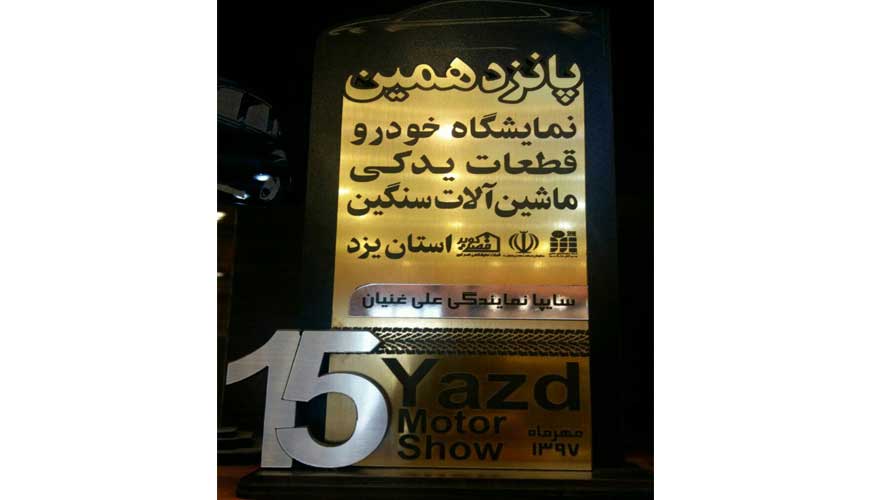 پانزدهمین
نمایشگاه خودرو
قطعات یدکی
ماشین‌آلات سنگین
استان یزد
سایپا نمایندگی علی غنیان
15 Yazd
Motor
Show
مهرماه
۱۳۹۷